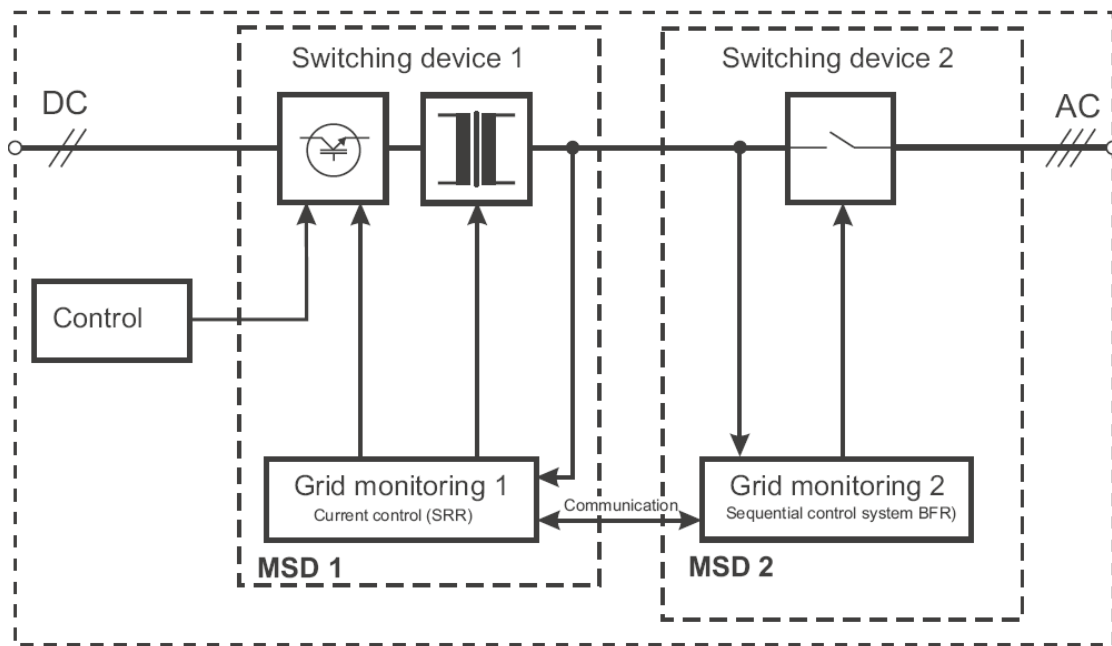 Switching device 1
Switching device 2
DC
AC
Control
Grid monitoring 1
Current control (SRR)
Communication
Grid monitoring 2
Sequential control system BFR)
MSD 1
MSD 2